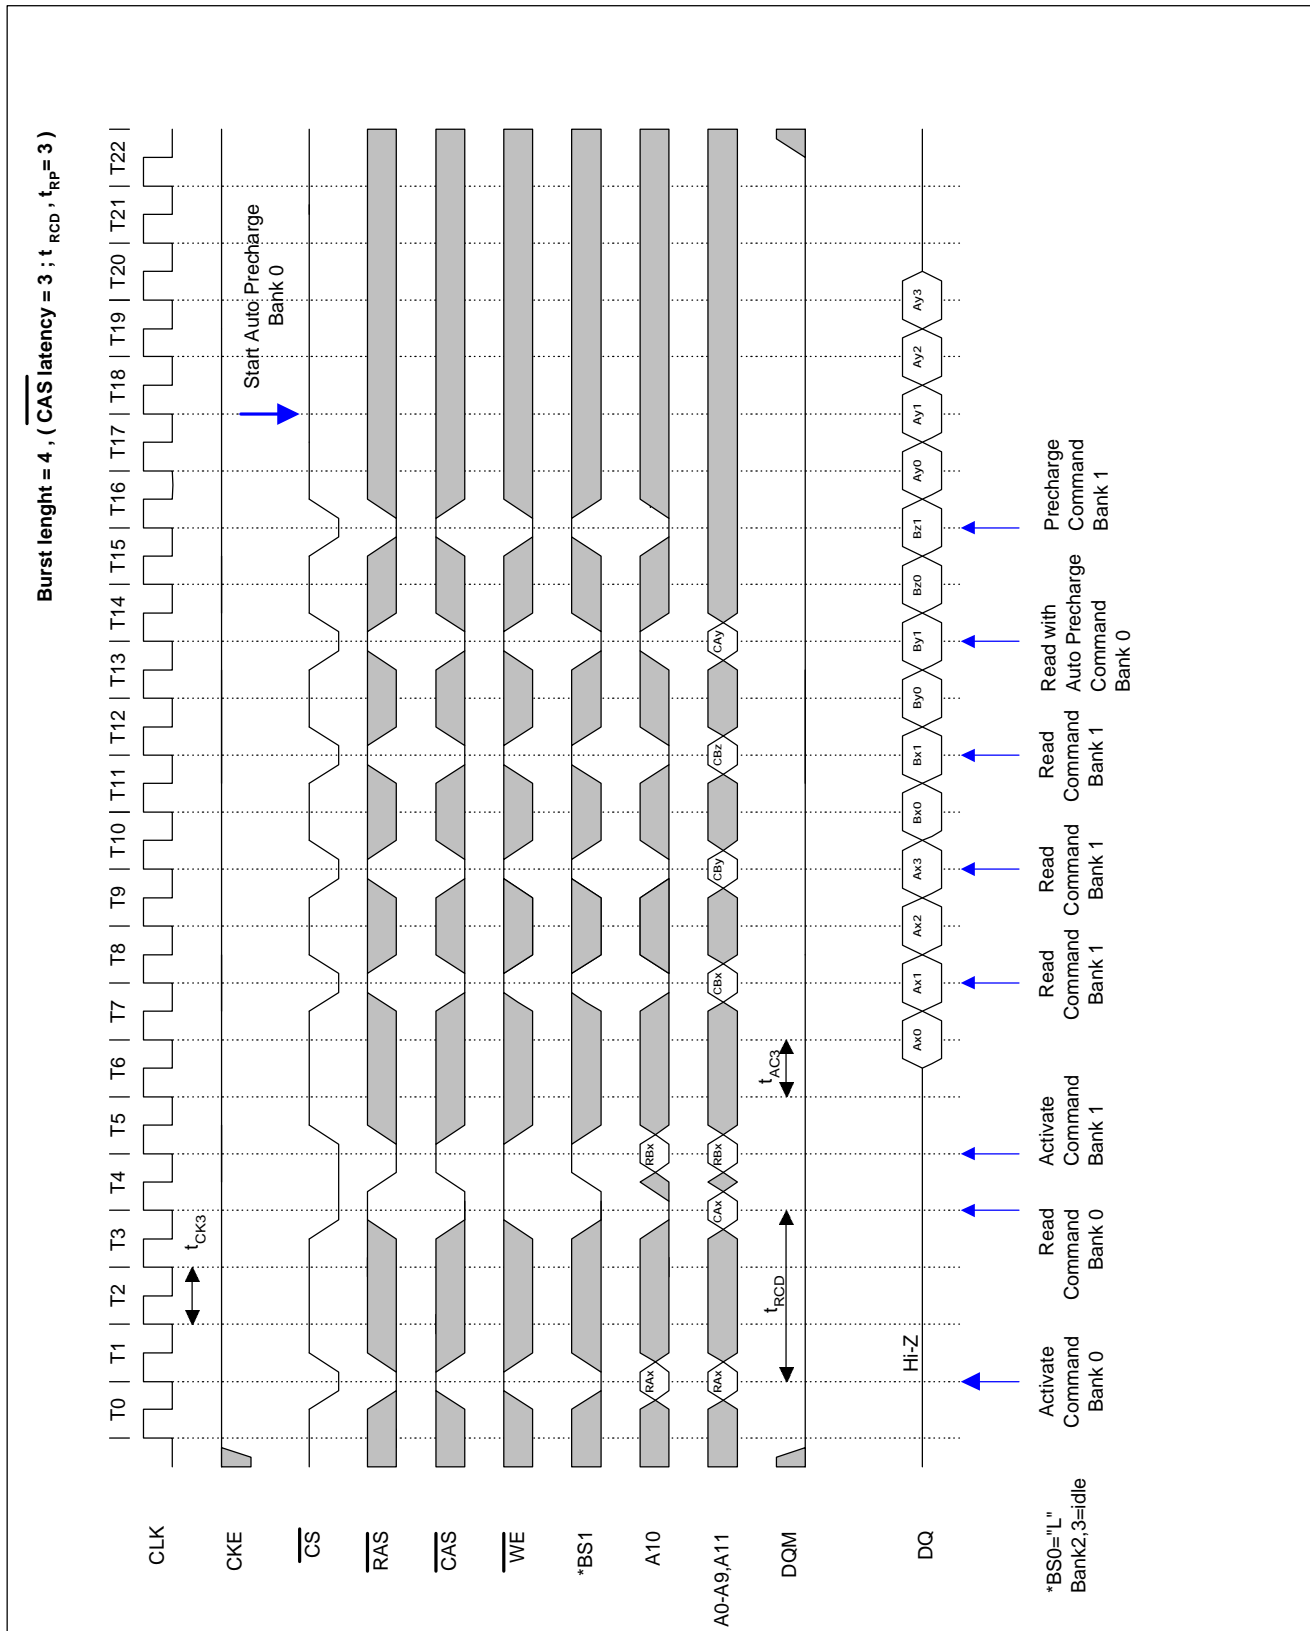 Burst lenght = 4 , ( CAS latency = 3 ; t RCD , tRP= 3 )
T0 T1 T2 T3 T4 T5 T6 T7 T8 T9 T10 T11 T12 T13 T14 T15 T16 T17 T18 T19 T20 T21 T22
CLK
tCK3
CKE
Start Auto Precharge
Bank 0
CS
RAS
CAS
WE
*BS1
A10
RAx RBx
A0-A9,A11
RAx CAx RBx CBx CBy CBz CAy
DQM
tRCD
tAC3
DQ
Hi-Z
Ax0 Ax1 Ax2 Ax3 Bx0 Bx1 By0 By1 Bz0 Bz1 Ay0 Ay1 Ay2 Ay3
*BS0="L"
Bank2,3=idle
Activate
Command
Bank 0
Read
Command
Bank 0
Activate
Command
Bank 1
Read
Command
Bank 1
Read
Command
Bank 1
Read
Command
Bank 1
Read with
Auto Precharge
Command
Bank 0
Precharge
Command
Bank 1